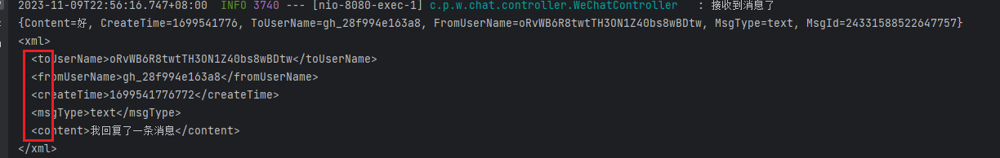 2023-11-09T22:56:16.747+08:00  INFO 3740 --- [nio-8080-exec-1] c.p.w.chat.controller.WeChatController   : 接收到消息了
{Content=好, CreateTime=1699541776, ToUserName=gh_28f994e163a8, FromUserName=oRvWB6R8twtTH3ON1Z40bs8wBDtw, MsgType=text, MsgId=24331588522647757}
<xml>
  <toUserName>oRvWB6R8twtTH3ON1Z40bs8wBDtw</toUserName>
  <fromUserName>gh_28f994e163a8</fromUserName>
  <createTime>1699541776772</createTime>
  <msgType>text</msgType>
  <content>我回复了一条消息</content>
</xml>